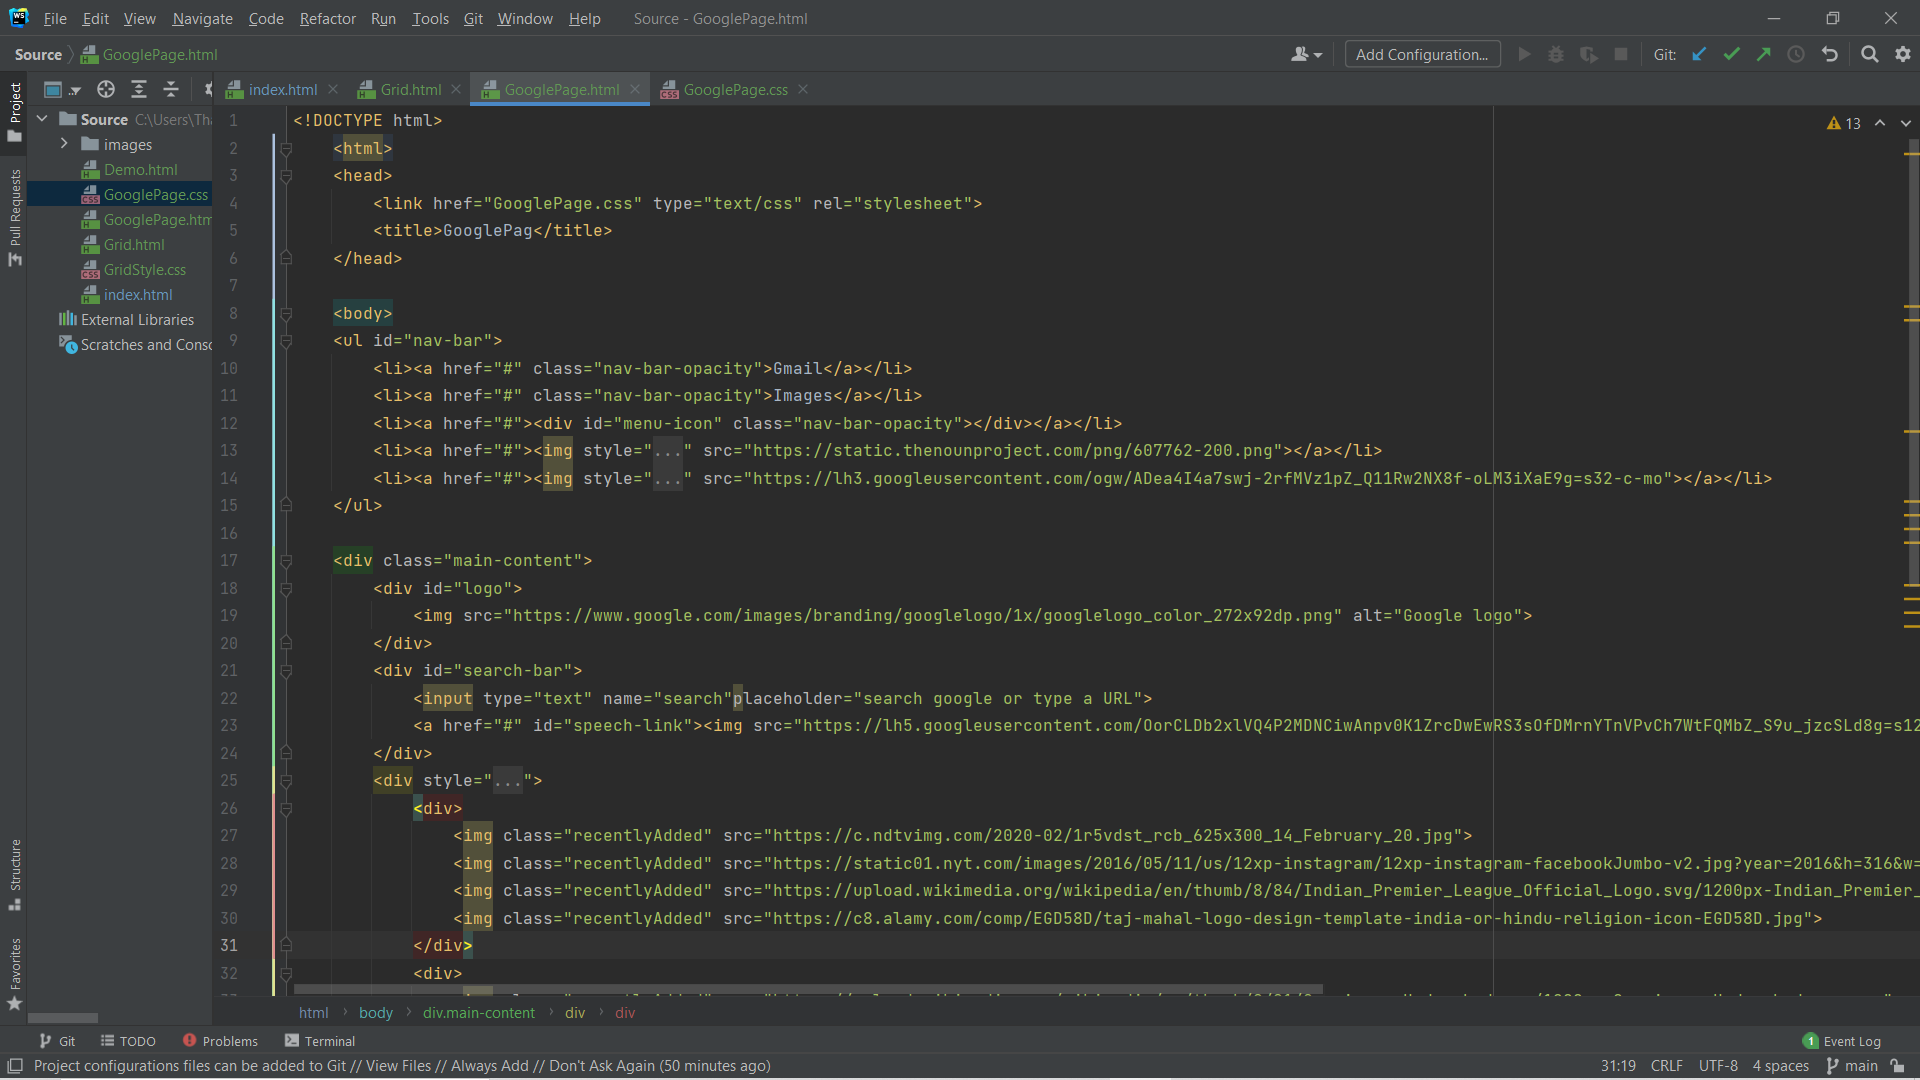 File Edit View Navigate Code Refactor Run Tools Git Window Help Source - GooglePage.html
Source GooglePage.html Add Configuration... Git:
Project
Pull Requests
Structure
Favorites
index.html Grid.html GooglePage.html GooglePage.css
Source C:\Users\Tha
images
Demo.html
GooglePage.css
GooglePage.htm
Grid.html
GridStyle.css
index.html
External Libraries
Scratches and Conso
13
1 <!DOCTYPE html>
2 <html>
3 <head>
4 <link href="GooglePage.css" type="text/css" rel="stylesheet">
5 <title>GooglePag</title>
6 </head>
7
8 <body>
9 <ul id="nav-bar">
10 <li><a href="#" class="nav-bar-opacity">Gmail</a></li>
11 <li><a href="#" class="nav-bar-opacity">Images</a></li>
12 <li><a href="#"><div id="menu-icon" class="nav-bar-opacity"></div></a></li>
13 <li><a href="#"><img style="..." src="https://static.thenounproject.com/png/607762-200.png"></a></li>
14 <li><a href="#"><img style="..." src="https://lh3.googleusercontent.com/ogw/ADea4I4a7swj-2rfMVz1pZ_Q11Rw2NX8f-oLM3iXaE9g=s32-c-mo"></a></li>
15 </ul>
16
17 <div class="main-content">
18 <div id="logo">
19 <img src="https://www.google.com/images/branding/googlelogo/1x/googlelogo_color_272x92dp.png" alt="Google logo">
20 </div>
21 <div id="search-bar">
22 <input type="text" name="search"placeholder="search google or type a URL">
23 <a href="#" id="speech-link"><img src="https://lh5.googleusercontent.com/OorCLDb2xlVQ4P2MDNCiwAnpv0K1ZrcDwEwRS3sOfDMrnYTnVPvCh7WtFQMbZ_S9u_jzcSLd8g=s12
24 </div>
25 <div style="...">
26 <div>
27 <img class="recentlyAdded" src="https://c.ndtvimg.com/2020-02/1r5vdst_rcb_625x300_14_February_20.jpg">
28 <img class="recentlyAdded" src="https://static01.nyt.com/images/2016/05/11/us/12xp-instagram/12xp-instagram-facebookJumbo-v2.jpg?year=2016&h=316&w=
29 <img class="recentlyAdded" src="https://upload.wikimedia.org/wikipedia/en/thumb/8/84/Indian_Premier_League_Official_Logo.svg/1200px-Indian_Premier_
30 <img class="recentlyAdded" src="https://c8.alamy.com/comp/EGD58D/taj-mahal-logo-design-template-india-or-hindu-religion-icon-EGD58D.jpg">
31 </div>
32 <div>
html body div.main-content div div
Git TODO Problems Terminal 1 Event Log
Project configurations files can be added to Git // View Files // Always Add // Don't Ask Again (50 minutes ago) 31:19 CRLF UTF-8 4 spaces main